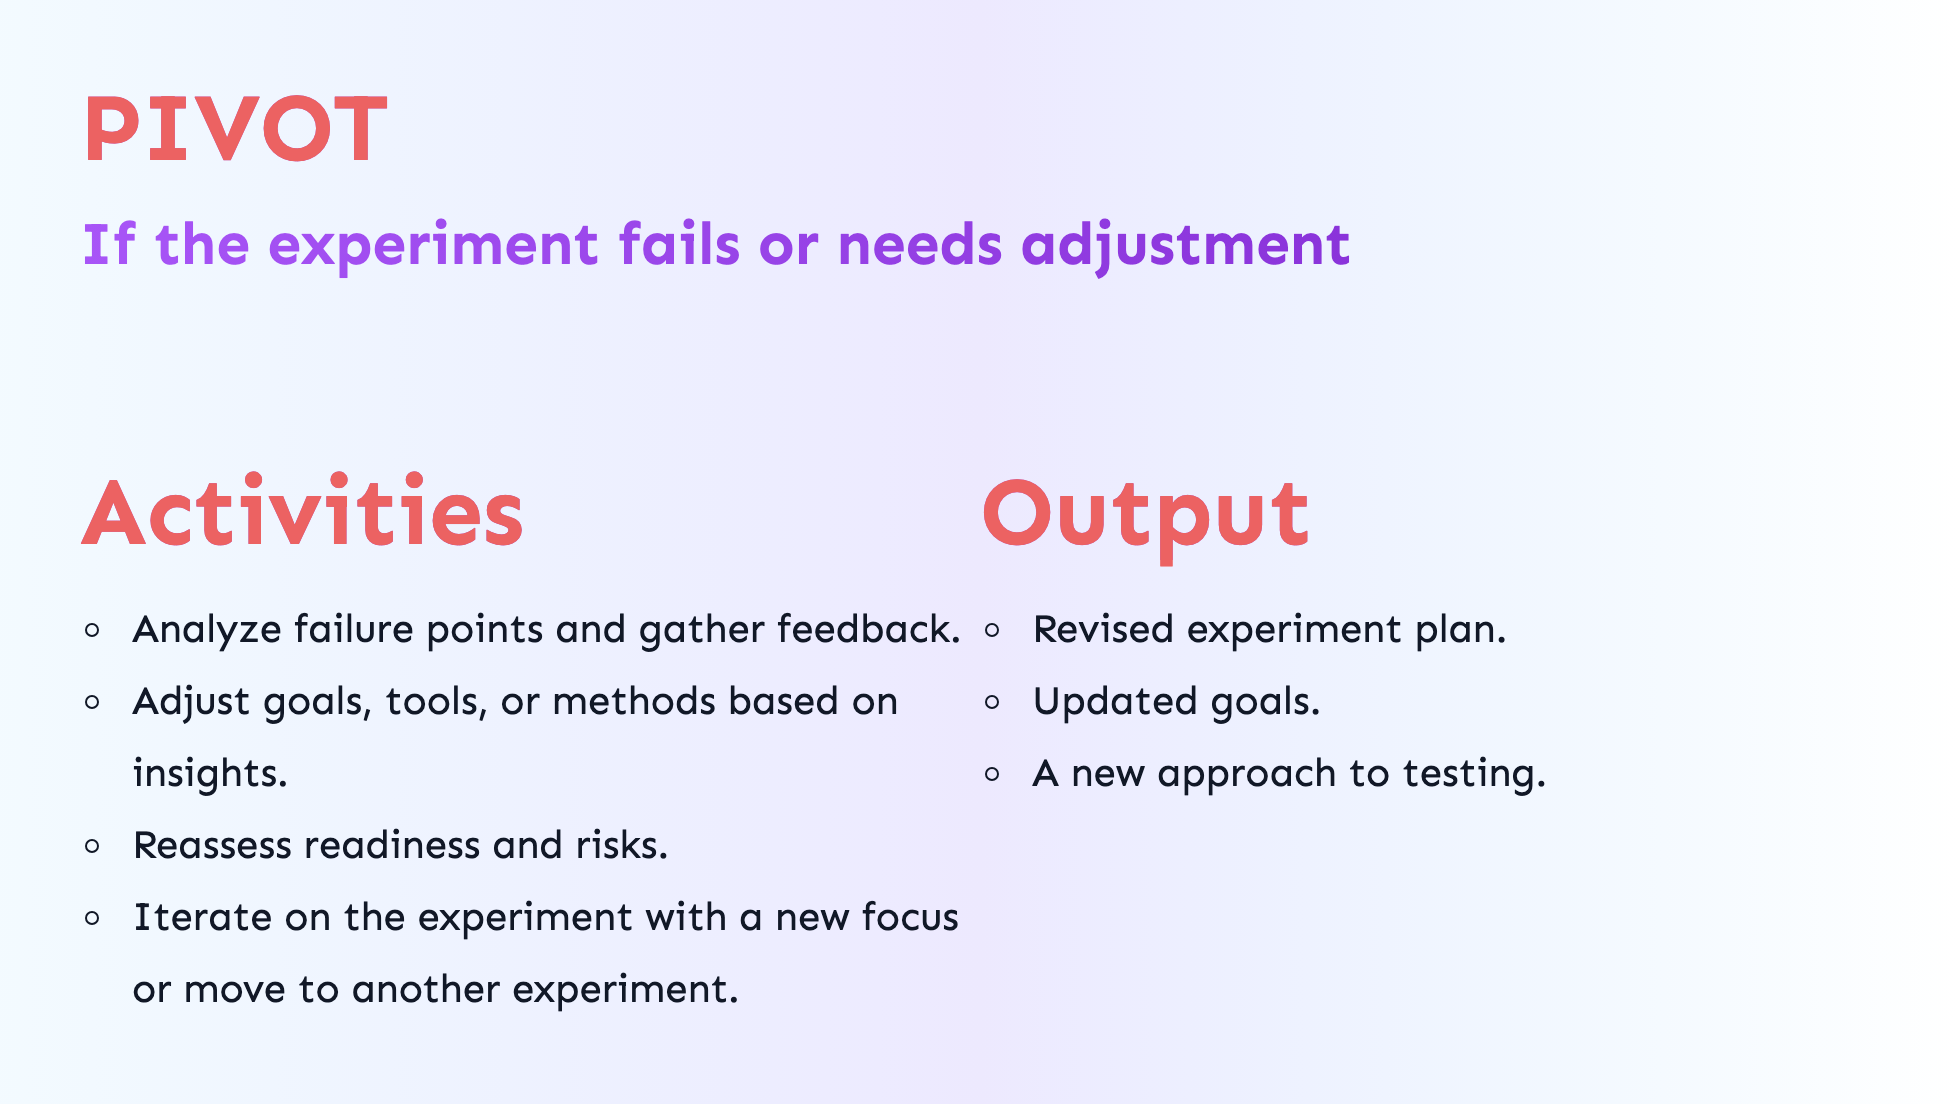 PIVOT
If the experiment fails or needs adjustment
Activities
Analyze failure points and gather feedback.
Adjust goals, tools, or methods based on
insights.
Reassess readiness and risks.
Iterate on the experiment with a new focus
or move to another experiment.
Output
Revised experiment plan.
Updated goals.
A new approach to testing.